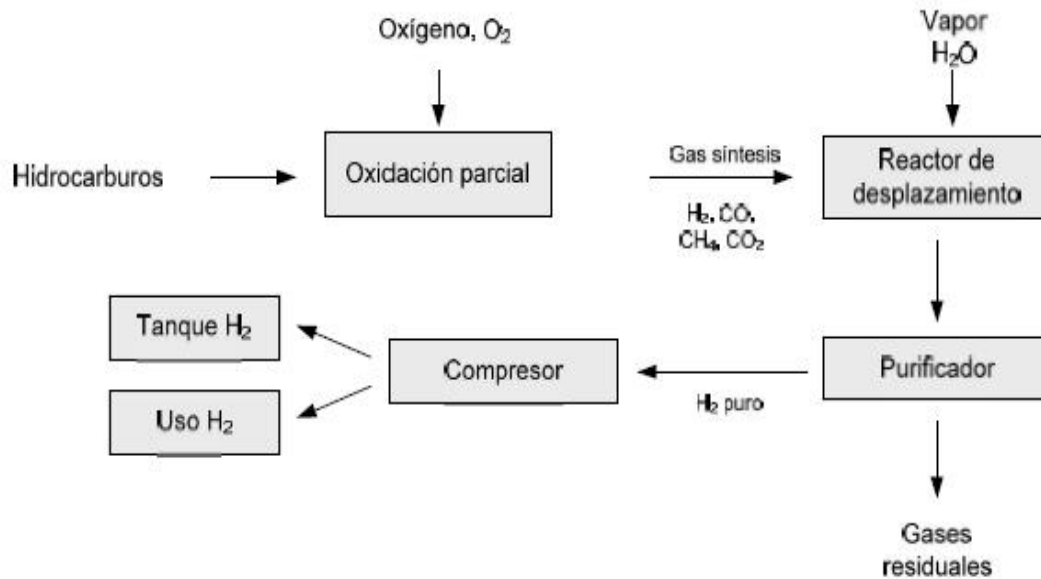 Oxígeno, O₂
Vapor
H₂O
Hidrocarburos
Oxidación parcial
Gas síntesis
H₂, CO,
CH₄, CO₂
Reactor de
desplazamiento
Tanque H₂
Uso H₂
Compresor
H₂ puro
Purificador
Gases
residuales